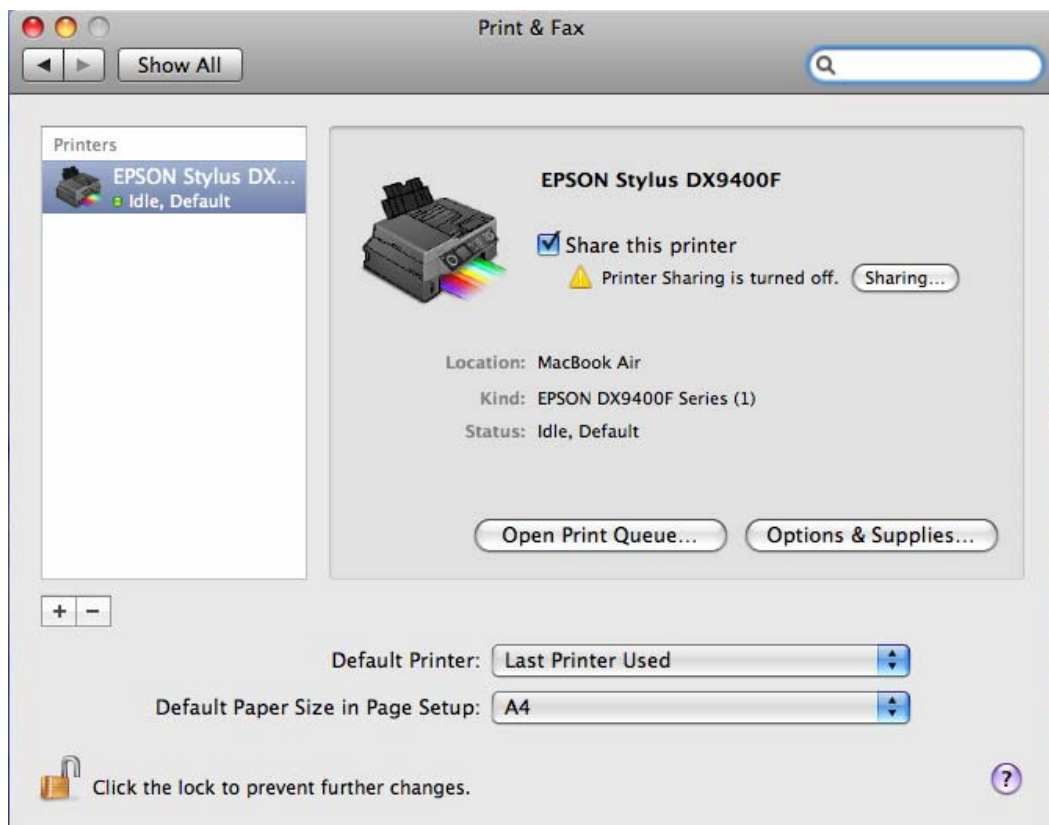 Print & Fax
Show All
Printers
EPSON Stylus DX...
Idle, Default
EPSON Stylus DX9400F
Share this printer
Printer Sharing is turned off. Sharing...
Location: MacBook Air
Kind: EPSON DX9400F Series (1)
Status: Idle, Default
Open Print Queue... Options & Supplies...
+ −
Default Printer: Last Printer Used
Default Paper Size in Page Setup: A4
Click the lock to prevent further changes. ?